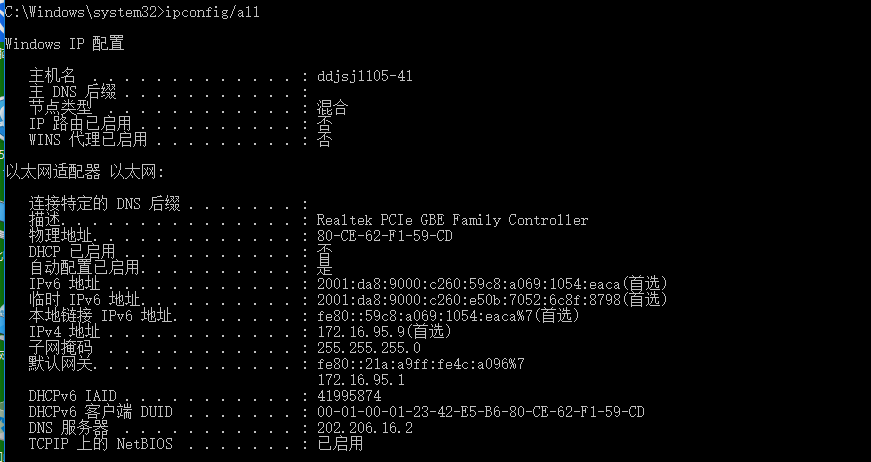 C:\Windows\system32>ipconfig/all
Windows IP 配置
主机名 . . . . . . . . . . . . . : ddjsj1105-41
主 DNS 后缀 . . . . . . . . . . . :
节点类型 . . . . . . . . . . . . : 混合
IP 路由已启用 . . . . . . . . . . : 否
WINS 代理已启用 . . . . . . . . . : 否
以太网适配器 以太网:
连接特定的 DNS 后缀 . . . . . . . :
描述. . . . . . . . . . . . . . . : Realtek PCIe GBE Family Controller
物理地址. . . . . . . . . . . . . : 80-CE-62-F1-59-CD
DHCP 已启用 . . . . . . . . . . . : 否
自动配置已启用. . . . . . . . . . : 是
IPv6 地址 . . . . . . . . . . . . : 2001:da8:9000:c260:59c8:a069:1054:eaca(首选)
临时 IPv6 地址. . . . . . . . . . : 2001:da8:9000:c260:e50b:7052:6c8f:8798(首选)
本地链接 IPv6 地址. . . . . . . . : fe80::59c8:a069:1054:eaca%7(首选)
IPv4 地址 . . . . . . . . . . . . : 172.16.95.9(首选)
子网掩码 . . . . . . . . . . . . : 255.255.255.0
默认网关. . . . . . . . . . . . . : fe80::21a:a9ff:fe4c:a096%7
172.16.95.1
DHCPv6 IAID . . . . . . . . . . . : 41995874
DHCPv6 客户端 DUID . . . . . . . : 00-01-00-01-23-42-E5-B6-80-CE-62-F1-59-CD
DNS 服务器 . . . . . . . . . . . : 202.206.16.2
TCPIP 上的 NetBIOS . . . . . . . : 已启用